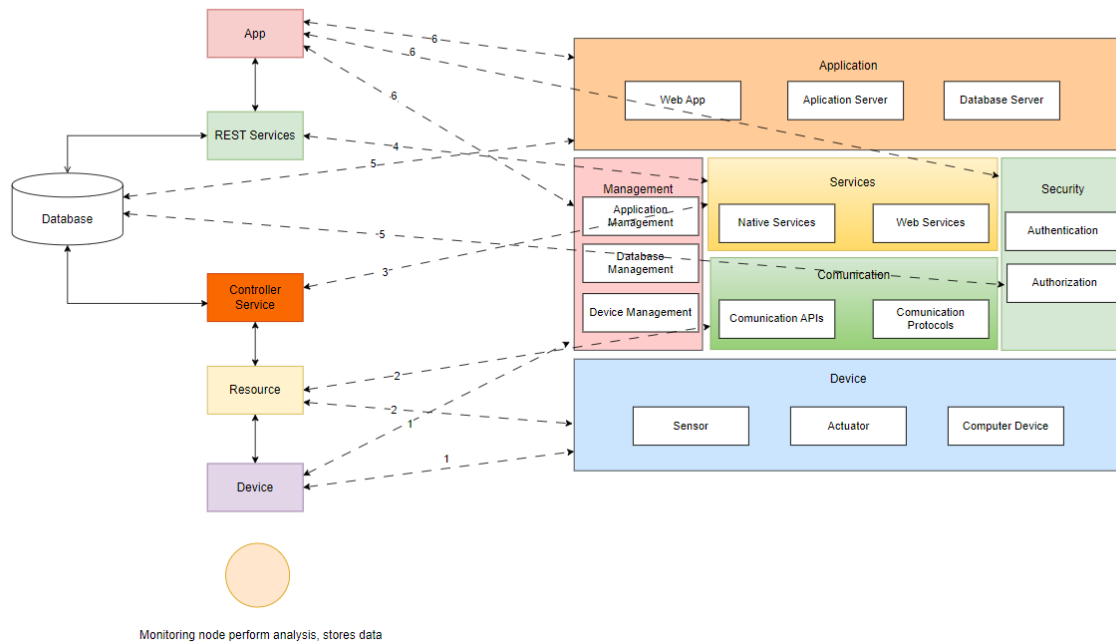 App
REST Services
Database
Controller
Service
Resource
Device
Monitoring node perform analysis, stores data
6
6
6
4
5
5
3
2
2
1
1
Application
Web App
Aplication Server
Database Server
Management
Application
Management
Database
Management
Device Management
Services
Native Services
Web Services
Comunication
Comunication APIs
Comunication
Protocols
Security
Authentication
Authorization
Device
Sensor
Actuator
Computer Device